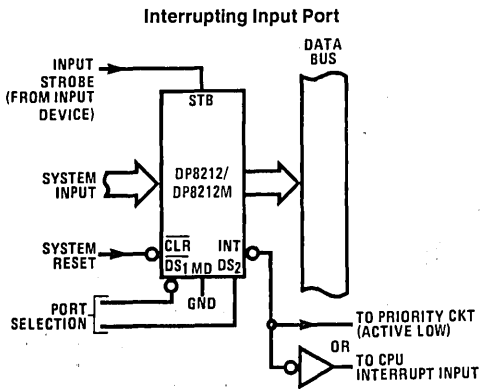 Interrupting Input Port
DATA
BUS
INPUT
STROBE
(FROM INPUT
DEVICE)
STB
SYSTEM
INPUT
DP8212/
DP8212M
SYSTEM
RESET
CLR
INT
DS1 MD DS2
GND
PORT
SELECTION
TO PRIORITY CKT
(ACTIVE LOW)
OR
TO CPU
INTERRUPT INPUT